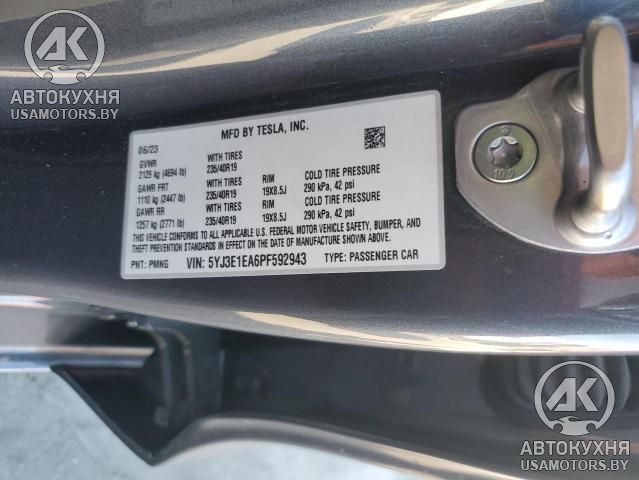 АК
АВТОКУХНЯ
USAMOTORS.BY
MFD BY TESLA, INC.
06/23
GVWR WITH TIRES
2129 kg (4694 lb) 235/40R19 RIM COLD TIRE PRESSURE
GAWR FRT WITH TIRES 19X8.5J 290 kPa, 42 psi
1110 kg (2447 lb) 235/40R19 RIM COLD TIRE PRESSURE
GAWR RR WITH TIRES 19X8.5J 290 kPa, 42 psi
1257 kg (2771 lb) 235/40R19
THIS VEHICLE CONFORMS TO ALL APPLICABLE U.S. FEDERAL MOTOR VEHICLE SAFETY, BUMPER, AND
THEFT PREVENTION STANDARDS IN EFFECT ON THE DATE OF MANUFACTURE SHOWN ABOVE.
PNT: PMNG VIN: 5YJ3E1EA6PF592943 TYPE: PASSENGER CAR
АК
АВТОКУХНЯ
USAMOTORS.BY